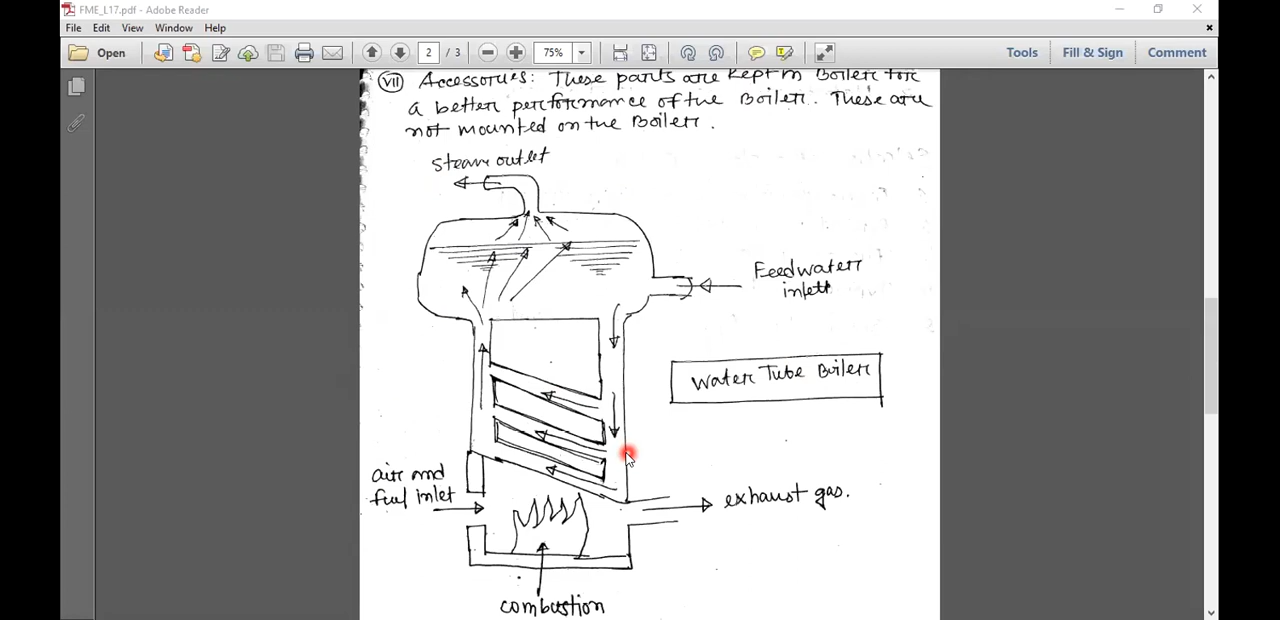 FME_L17.pdf - Adobe Reader
File Edit View Window Help
Open 2 / 3 75% Tools Fill & Sign Comment
(VII) Accessories: These parts are kept in Boiler for
a better performance of the Boiler. These are
not mounted on the Boiler.
steam outlet
Feedwater
inlet
Water Tube Boiler
air and
fuel inlet
exhaust gas.
combustion